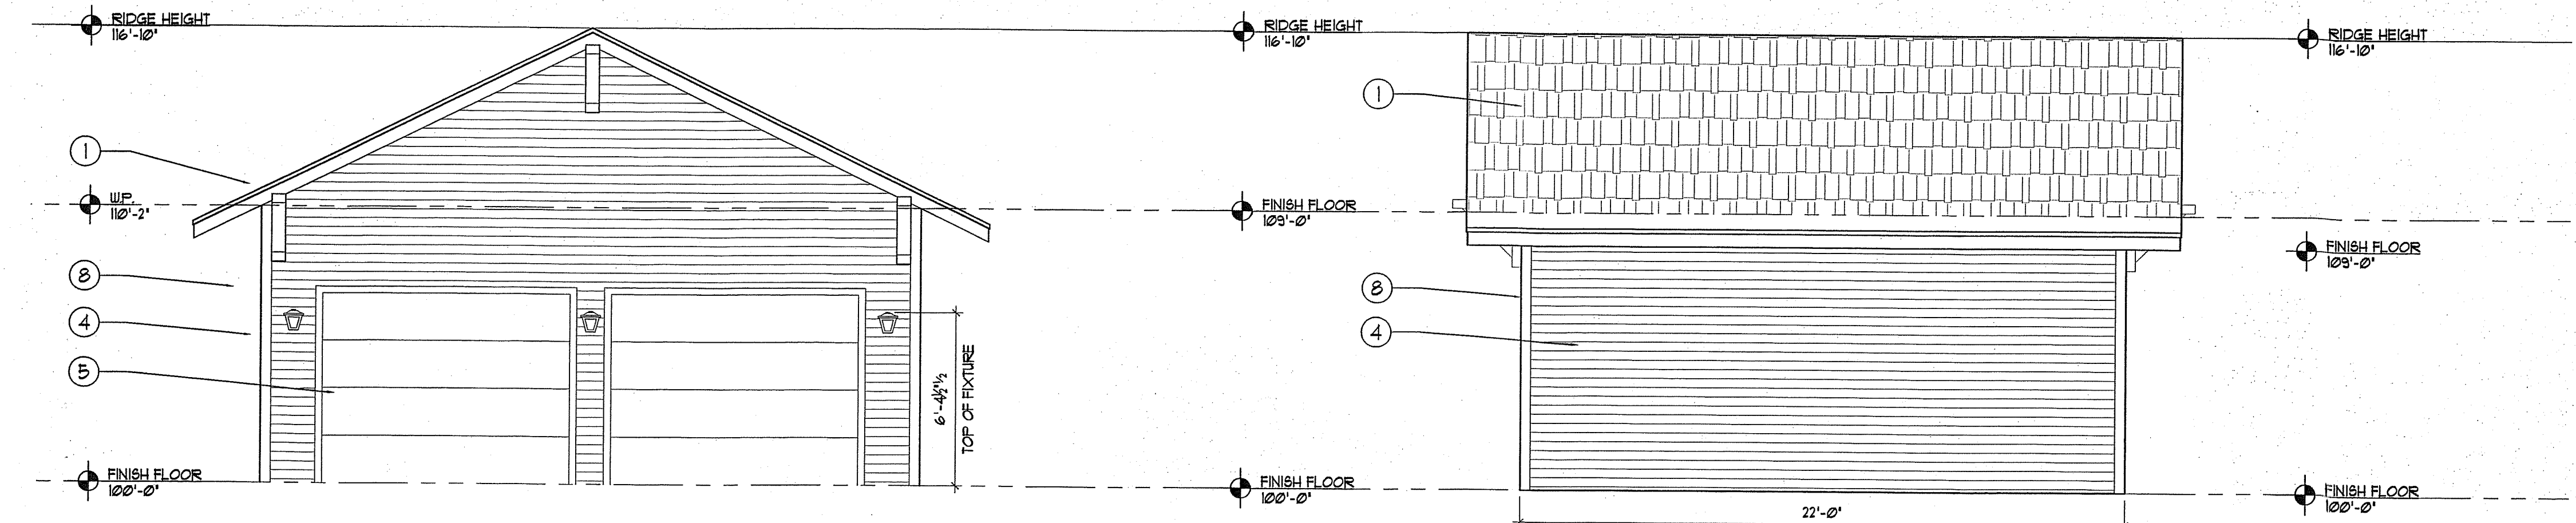 RIDGE HEIGHT
116'-10"
1
W.P.
110'-2"
8
4
5
FINISH FLOOR
100'-0"
6'-4½"½
TOP OF FIXTURE
RIDGE HEIGHT
116'-10"
1
FINISH FLOOR
109'-0"
8
4
FINISH FLOOR
100'-0"
22'-0"
RIDGE HEIGHT
116'-10"
FINISH FLOOR
109'-0"
FINISH FLOOR
100'-0"